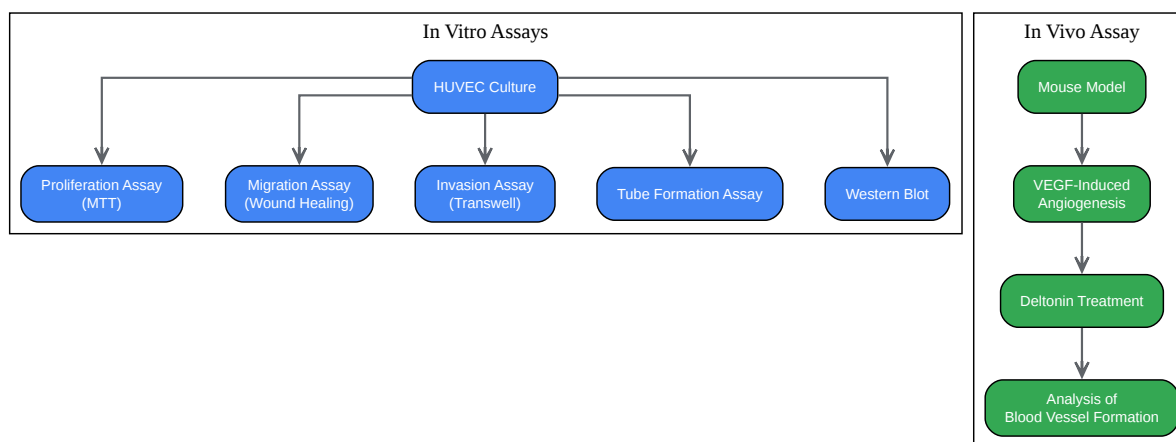 In Vitro Assays
HUVEC Culture
Proliferation Assay
(MTT)
Migration Assay
(Wound Healing)
Invasion Assay
(Transwell)
Tube Formation Assay
Western Blot
In Vivo Assay
Mouse Model
VEGF-Induced
Angiogenesis
Deltonin Treatment
Analysis of
Blood Vessel Formation